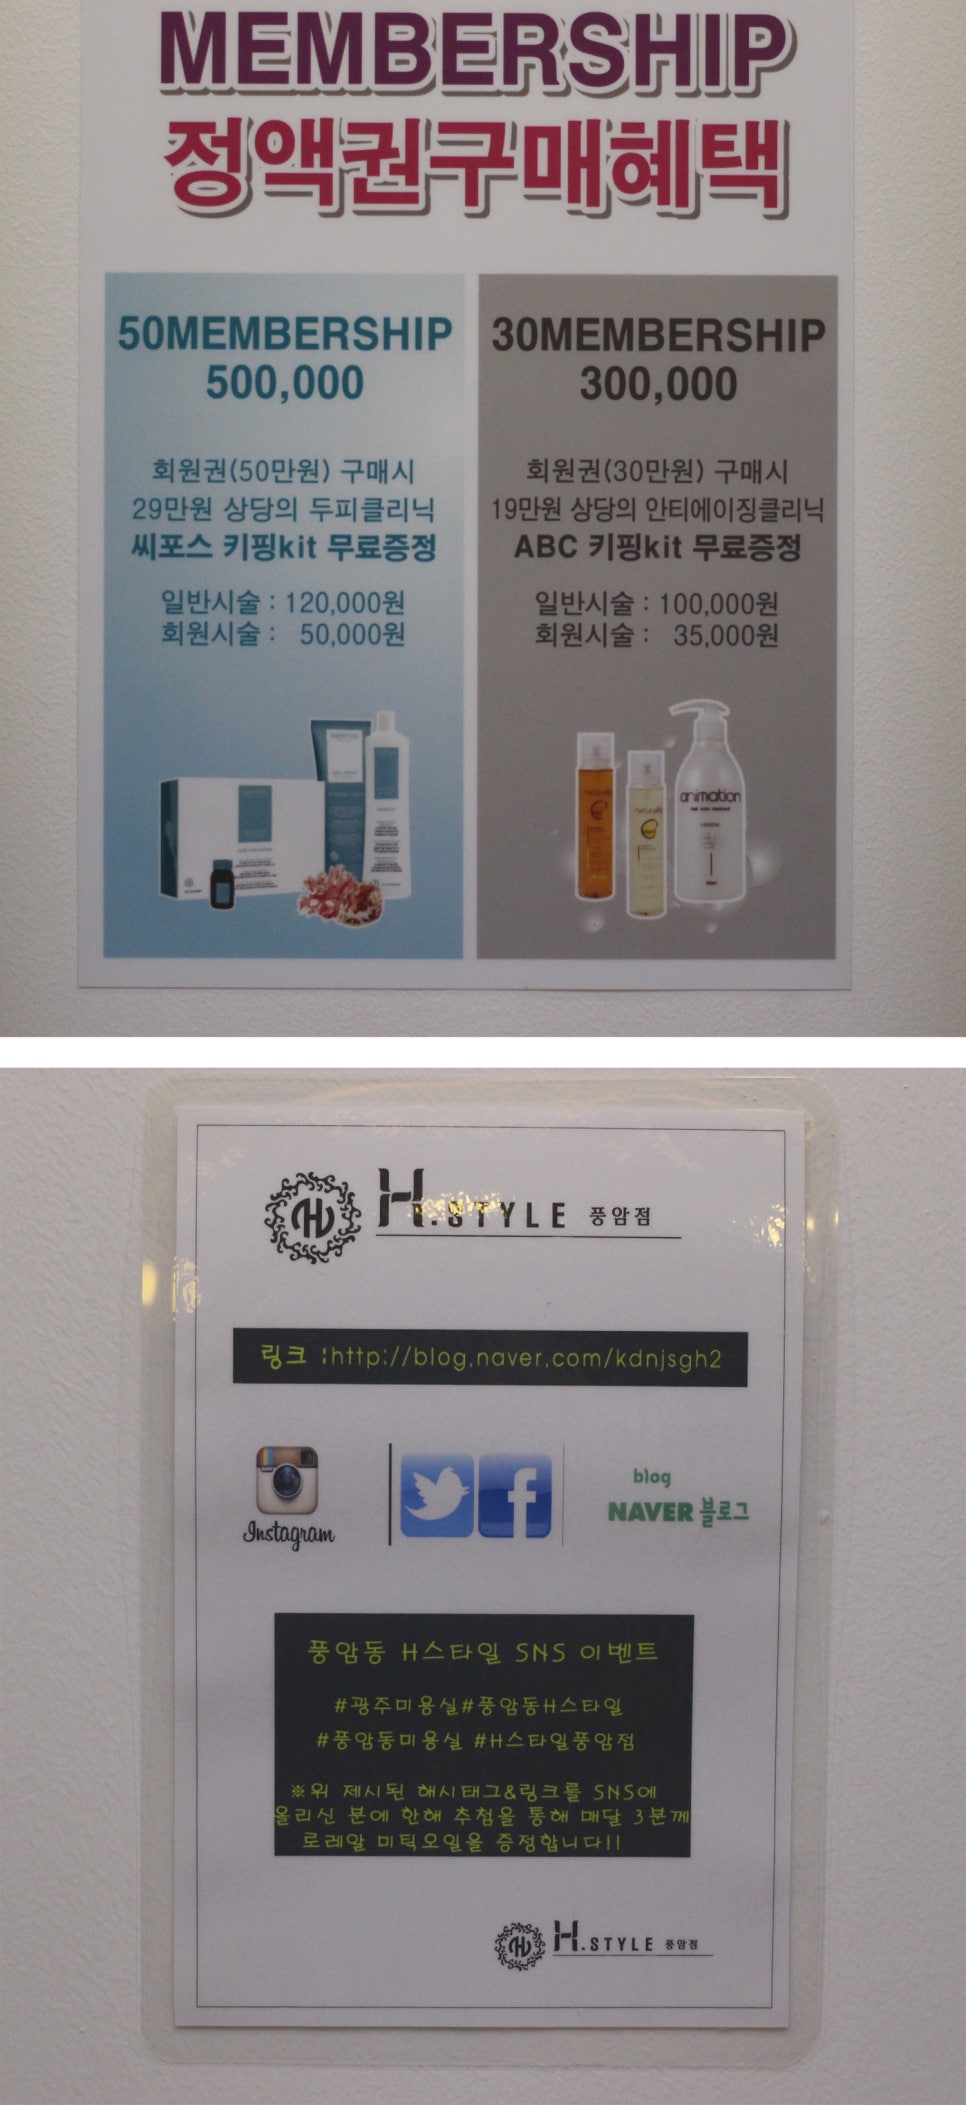 MEMBERSHIP
정액권구매혜택
50MEMBERSHIP
500,000
회원권(50만원) 구매시
29만원 상당의 두피클리닉
씨포스 키핑kit 무료증정
일반시술 : 120,000원
회원시술 : 50,000원
30MEMBERSHIP
300,000
회원권(30만원) 구매시
19만원 상당의 안티에이징클리닉
ABC 키핑kit 무료증정
일반시술 : 100,000원
회원시술 : 35,000원
animation
H.STYLE 풍암점
링크 :http://blog.naver.com/kdnjsgh2
Instagram
blog
NAVER 블로그
풍암동 H스타일 SNS 이벤트
#광주미용실#풍암동H스타일
#풍암동미용실 #H스타일풍암점
※위 제시된 해시태그&링크를 SNS에
올리신 분에 한해 추첨을 통해 매달 3분께
로레알 미틱오일을 증정합니다!!
H.STYLE 풍암점